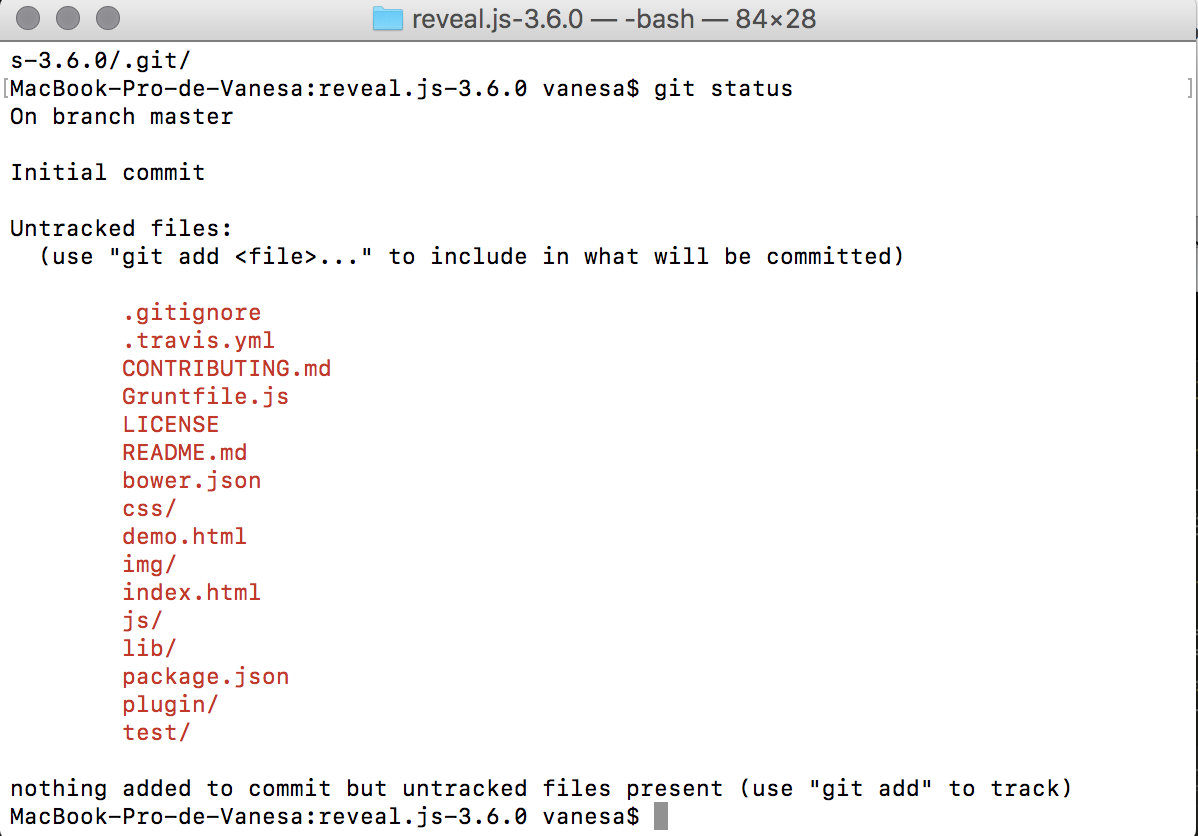 reveal.js-3.6.0 — -bash — 84×28
s-3.6.0/.git/
[MacBook-Pro-de-Vanesa:reveal.js-3.6.0 vanesa$ git status ]
On branch master
Initial commit
Untracked files:
(use "git add <file>..." to include in what will be committed)
.gitignore
.travis.yml
CONTRIBUTING.md
Gruntfile.js
LICENSE
README.md
bower.json
css/
demo.html
img/
index.html
js/
lib/
package.json
plugin/
test/
nothing added to commit but untracked files present (use "git add" to track)
MacBook-Pro-de-Vanesa:reveal.js-3.6.0 vanesa$